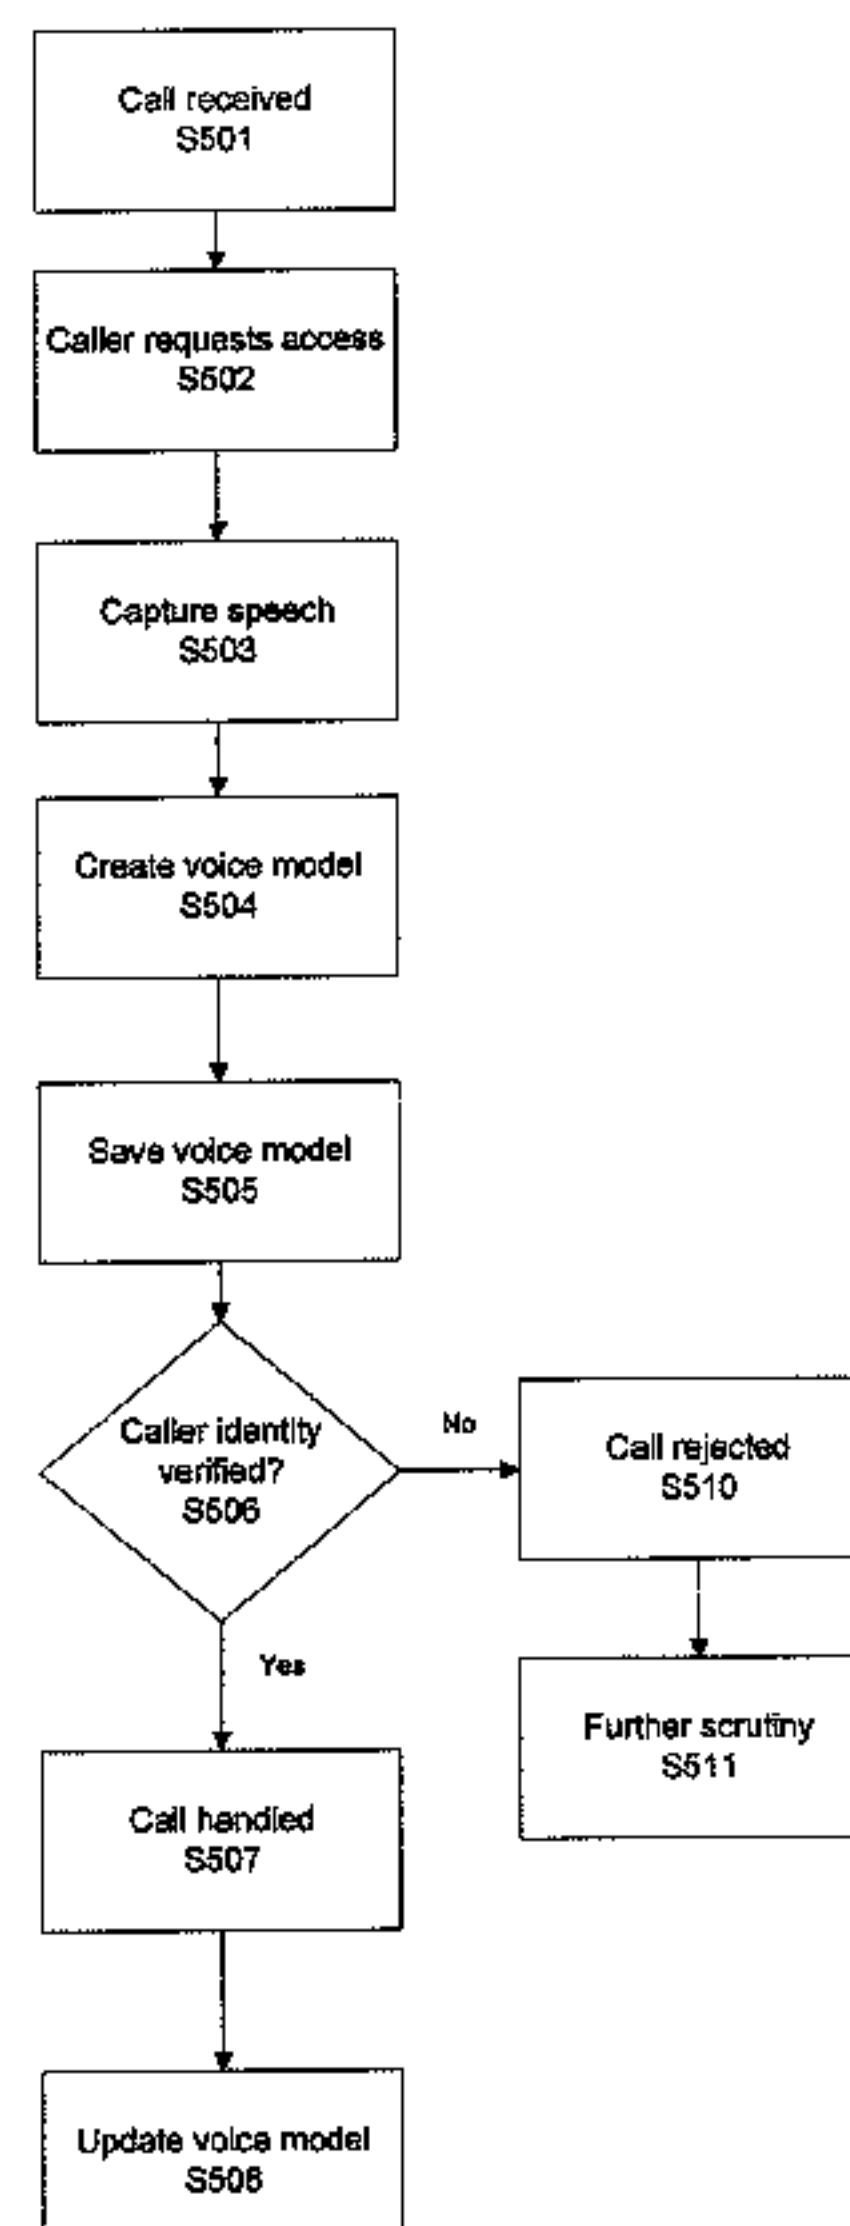 Call received
S501
Caller requests access
S502
Capture speech
S503
Create voice model
S504
Save voice model
S505
Caller identity
verified?
S506
No
Call rejected
S510
Yes
Further scrutiny
S511
Call handled
S507
Update voice model
S508